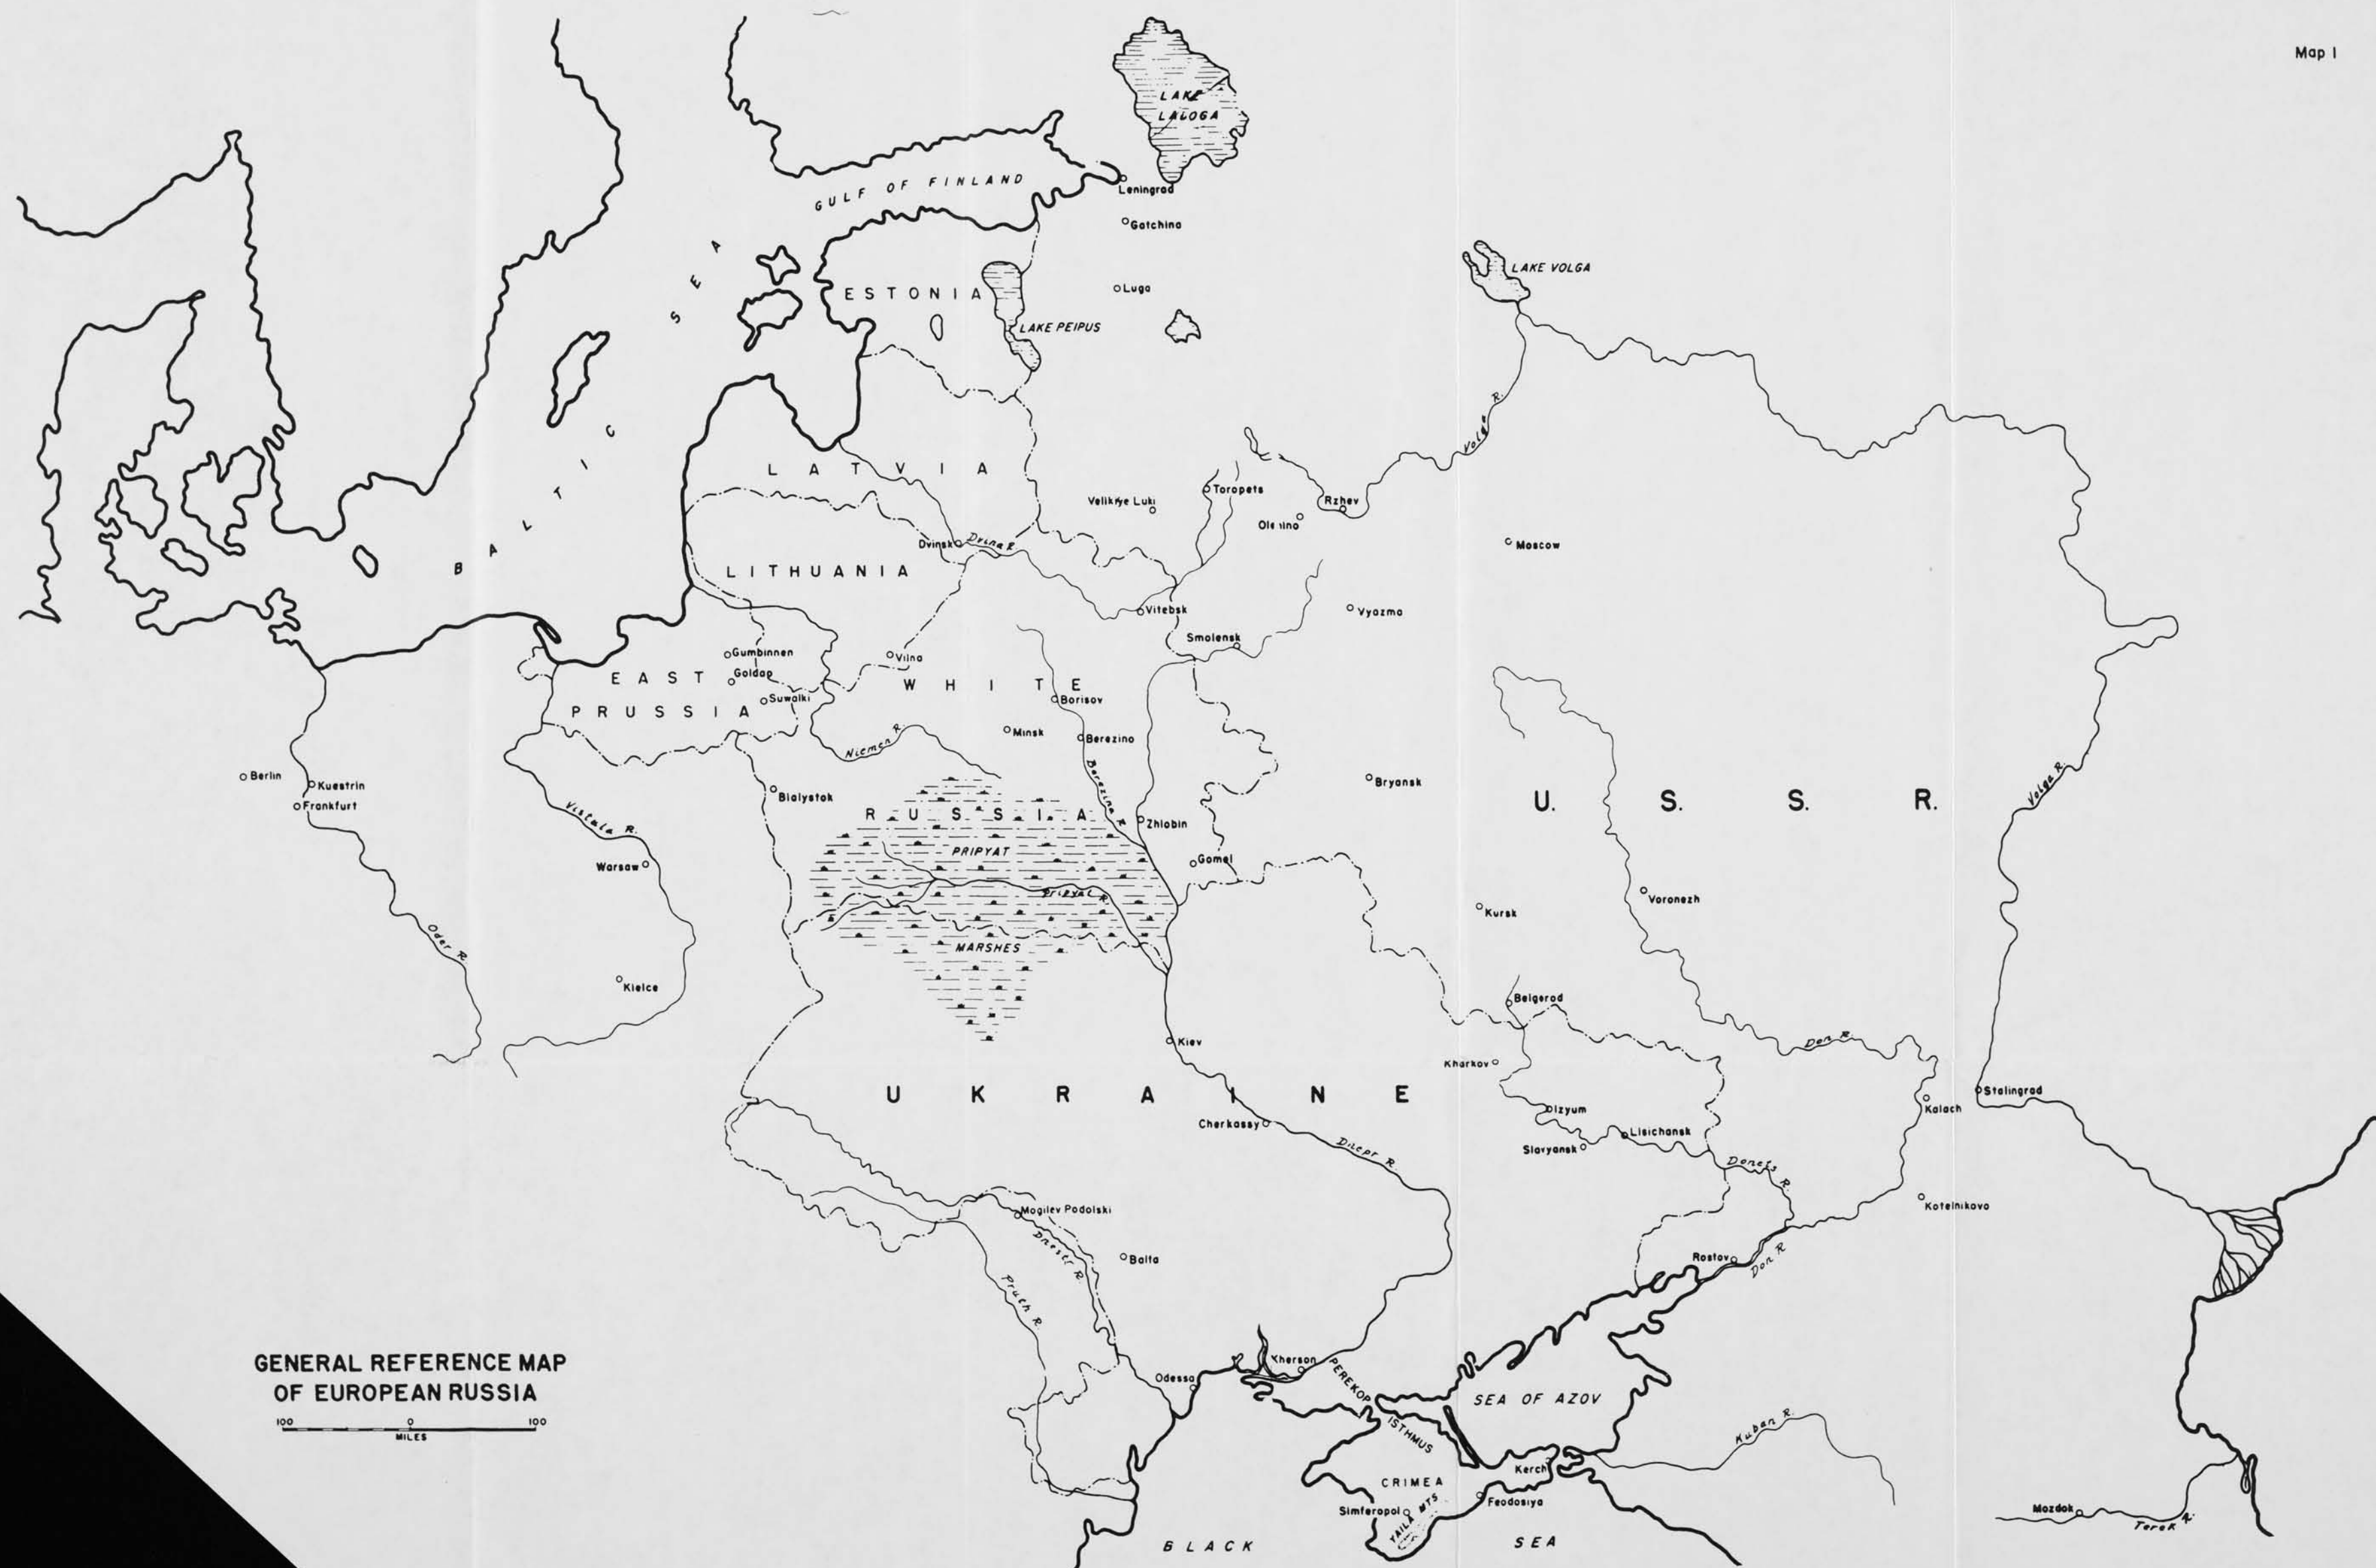 Map 1
LAKE
LALOGA
GULF OF FINLAND
Leningrad
Gatchina
BALTIC SEA
ESTONIA
Luga
LAKE VOLGA
LAKE PEIPUS
Volga R.
LATVIA
Velikiye Luki
Toropets
Rzhev
Dvinsk
Dvina R.
Moscow
LITHUANIA
Vitebsk
Vyazma
Smolensk
Gumbinnen
Vilna
EAST
Goldap
PRUSSIA
Suwalki
WHITE
Borisov
Minsk
Berezino
Niemen R.
Berlin
Kuestrin
Frankfurt
Bialystok
Berezina R.
Bryansk
U. S. S. R.
Volga R.
Vistula R.
RUSSIA
Zhlobin
PRIPYAT
Gomel
Warsaw
Pripyat R.
Voronezh
Kursk
Oder R.
MARSHES
Kielce
Belgorod
Kiev
Don R.
Kharkov
UKRAINE
Stalingrad
Kalach
Izyum
Cherkassy
Lisichansk
Slavyansk
Dnepr R.
Donets R.
Kotelnikovo
Mogilev Podolski
Dnestr R.
Balta
Rostov
Don R.
Pruth R.
GENERAL REFERENCE MAP
OF EUROPEAN RUSSIA
100 0 100
MILES
Kherson
Odessa
PEREKOP
ISTHMUS
SEA OF AZOV
Kuban R.
Kerch
CRIMEA
Simferopol
YAILA MTS
Feodosiya
Mozdok
Terek R.
BLACK SEA